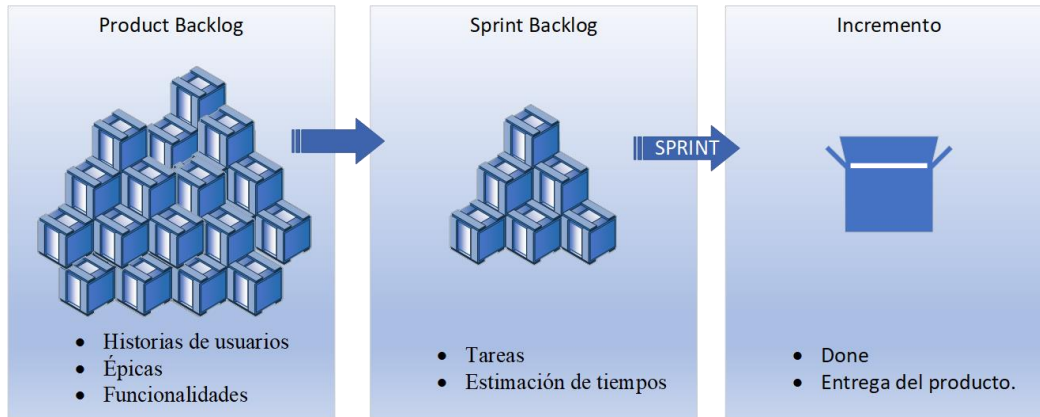 Product Backlog
Sprint Backlog
Incremento
SPRINT
• Historias de usuarios
• Épicas
• Funcionalidades
• Tareas
• Estimación de tiempos
• Done
• Entrega del producto.